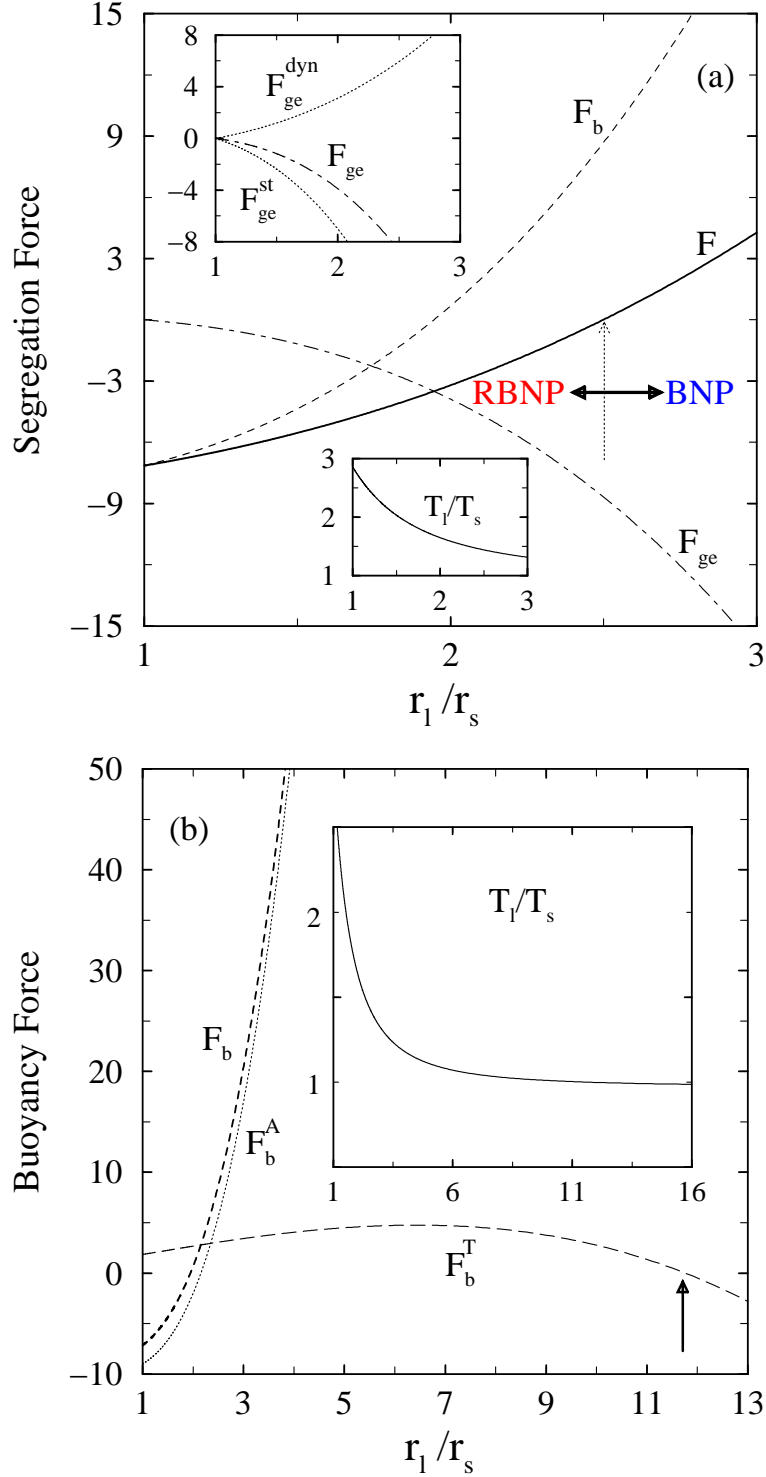 15
9
3
−3
−9
−15
Segregation Force
(a)
F_b
F
RBNP
BNP
F_ge
1
2
3
r_l /r_s
8
4
0
−4
−8
F_ge^dyn
F_ge
F_ge^st
1
2
3
3
2
1
T_l/T_s
1
2
3
50
40
30
20
10
0
−10
Buoyancy Force
(b)
F_b
F_b^A
F_b^T
1
3
5
7
9
11
13
r_l /r_s
2
1
T_l/T_s
1
6
11
16